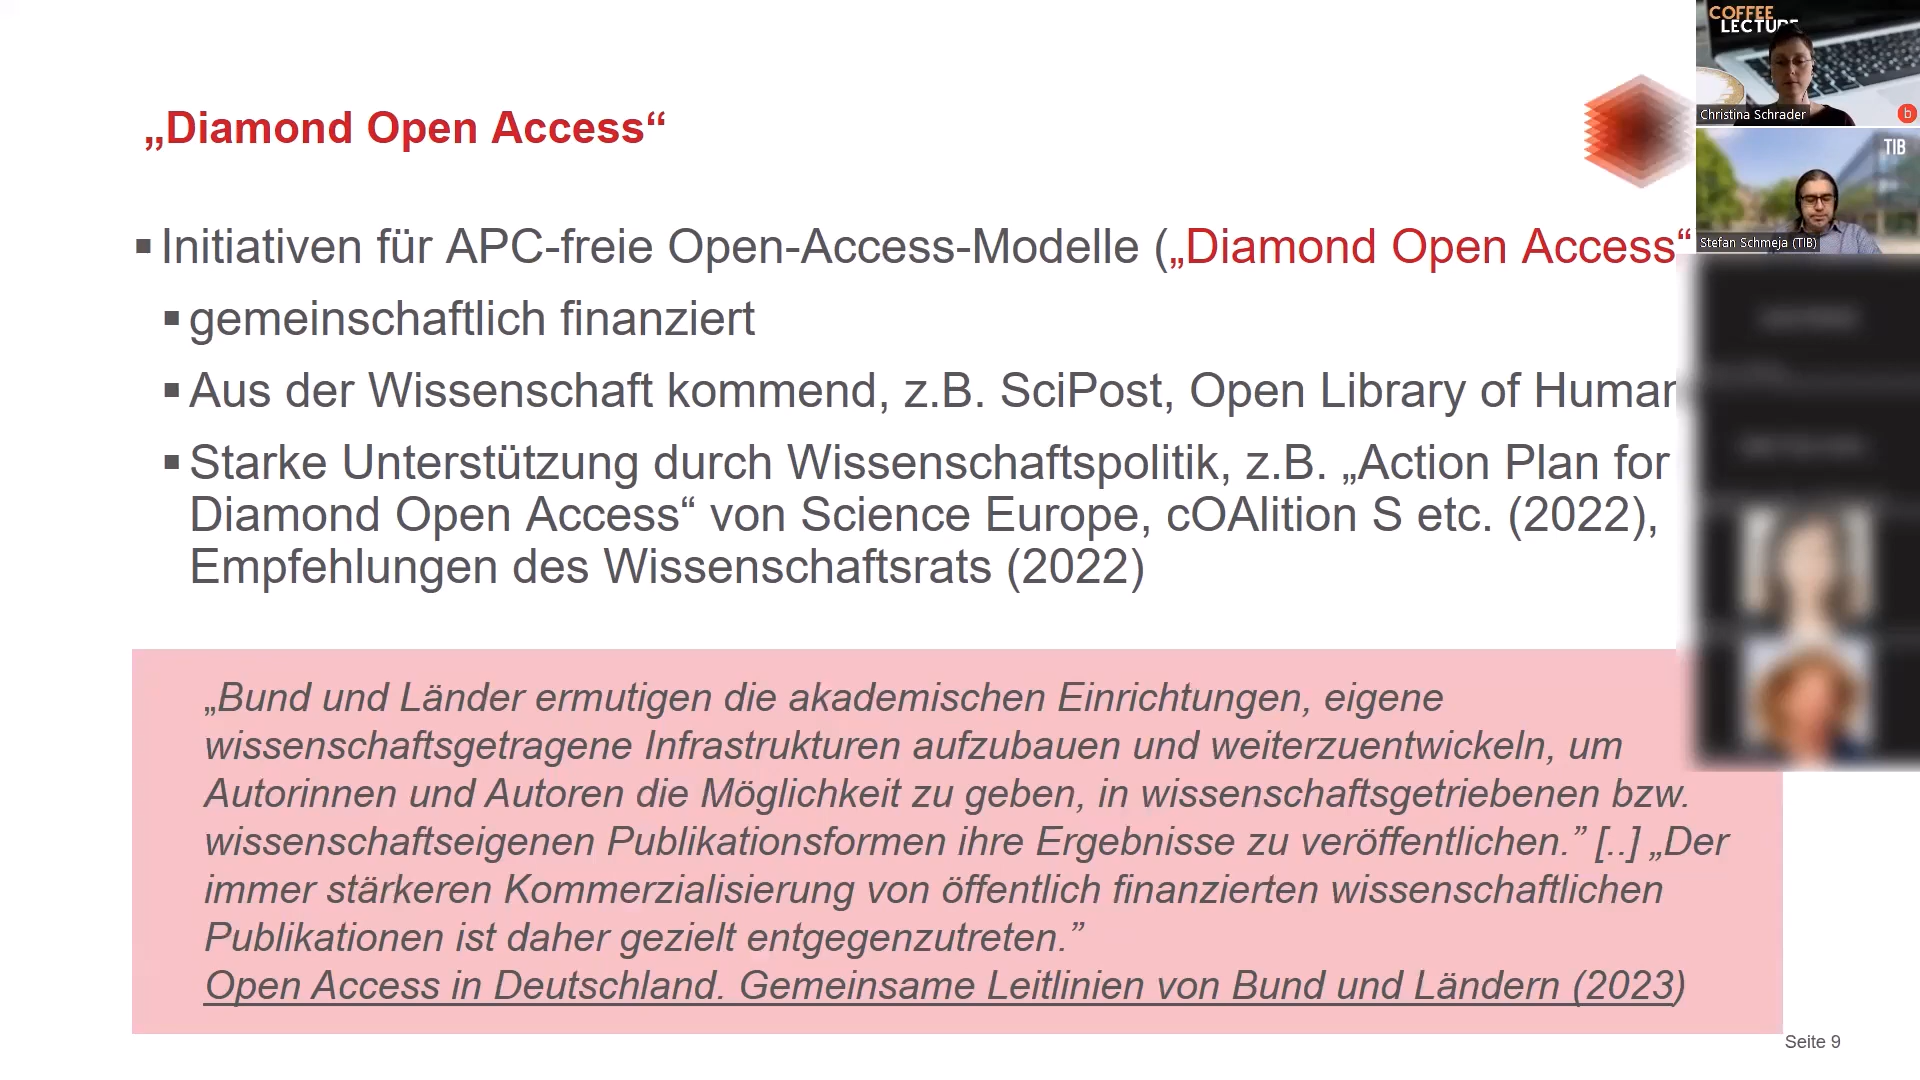 „Diamond Open Access“
▪ Initiativen für APC-freie Open-Access-Modelle („Diamond Open Access“
▪ gemeinschaftlich finanziert
▪ Aus der Wissenschaft kommend, z.B. SciPost, Open Library of Human
▪ Starke Unterstützung durch Wissenschaftspolitik, z.B. „Action Plan for
Diamond Open Access“ von Science Europe, cOAlition S etc. (2022),
Empfehlungen des Wissenschaftsrats (2022)
„Bund und Länder ermutigen die akademischen Einrichtungen, eigene
wissenschaftsgetragene Infrastrukturen aufzubauen und weiterzuentwickeln, um
Autorinnen und Autoren die Möglichkeit zu geben, in wissenschaftsgetriebenen bzw.
wissenschaftseigenen Publikationsformen ihre Ergebnisse zu veröffentlichen.” [..] „Der
immer stärkeren Kommerzialisierung von öffentlich finanzierten wissenschaftlichen
Publikationen ist daher gezielt entgegenzutreten.”
Open Access in Deutschland. Gemeinsame Leitlinien von Bund und Ländern (2023)
Seite 9
COFFEE
LECTURE
Christina Schrader
b
TIB
Stefan Schmeja (TIB)